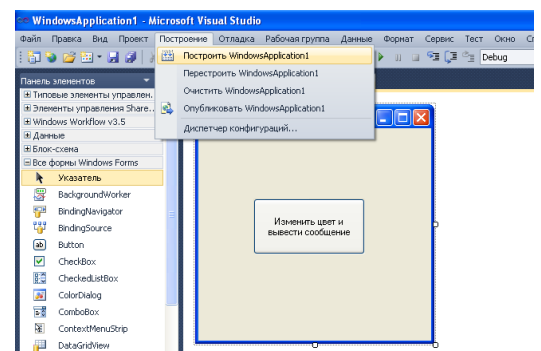 WindowsApplication1 - Microsoft Visual Studio
Файл Правка Вид Проект Построение Отладка Рабочая группа Данные Формат Сервис Тест Окно
Debug
Построить WindowsApplication1
Перестроить WindowsApplication1
Очистить WindowsApplication1
Опубликовать WindowsApplication1
Диспетчер конфигураций...
Панель элементов
Типовые элементы управлен.
Элементы управления Share..
Windows Workflow v3.5
Данные
Блок-схема
Все формы Windows Forms
Указатель
BackgroundWorker
BindingNavigator
BindingSource
Button
CheckBox
CheckedListBox
ColorDialog
ComboBox
ContextMenuStrip
DataGridView
Изменить цвет и
вывести сообщение